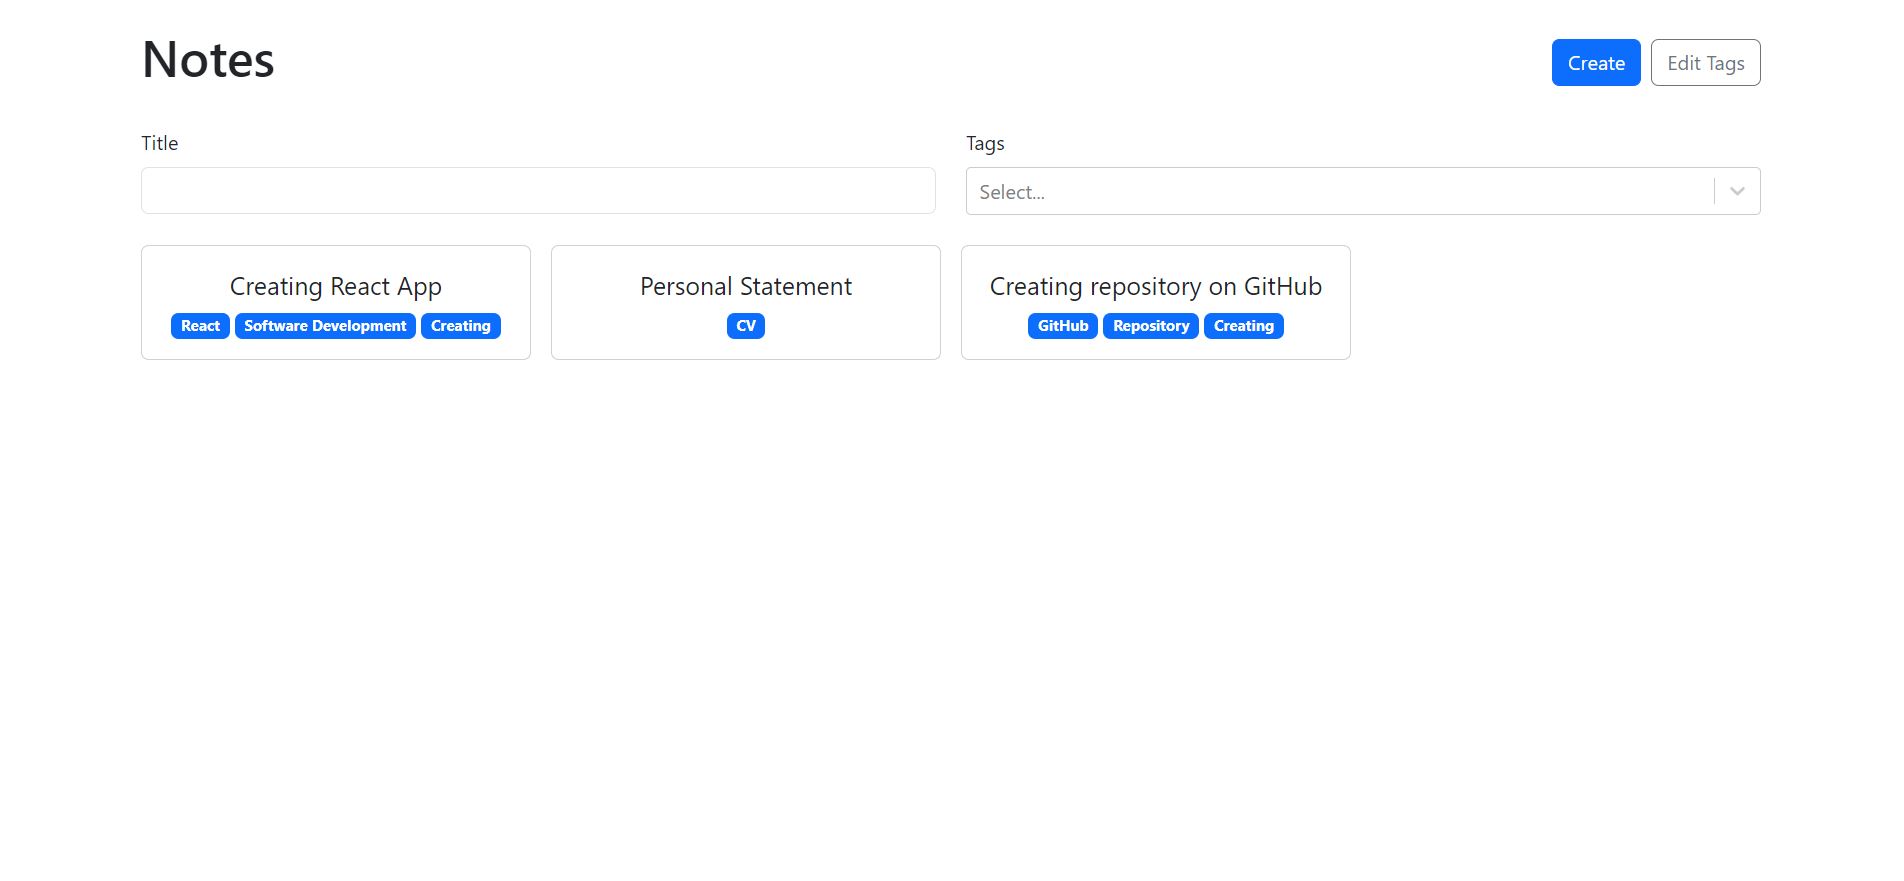 Notes
Create Edit Tags
Title
Tags
Select...
Creating React App
React Software Development Creating
Personal Statement
CV
Creating repository on GitHub
GitHub Repository Creating